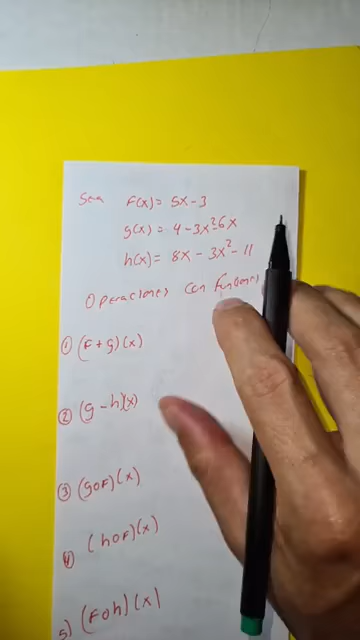 Sea F(x) = 5x - 3
g(x) = 4 - 3x² - 6x
h(x) = 8x - 3x² - 11
Operaciones con funciones
① (F + g)(x)
② (g - h)(x)
③ (goF)(x)
4) (hoF)(x)
5) (Foh)(x)